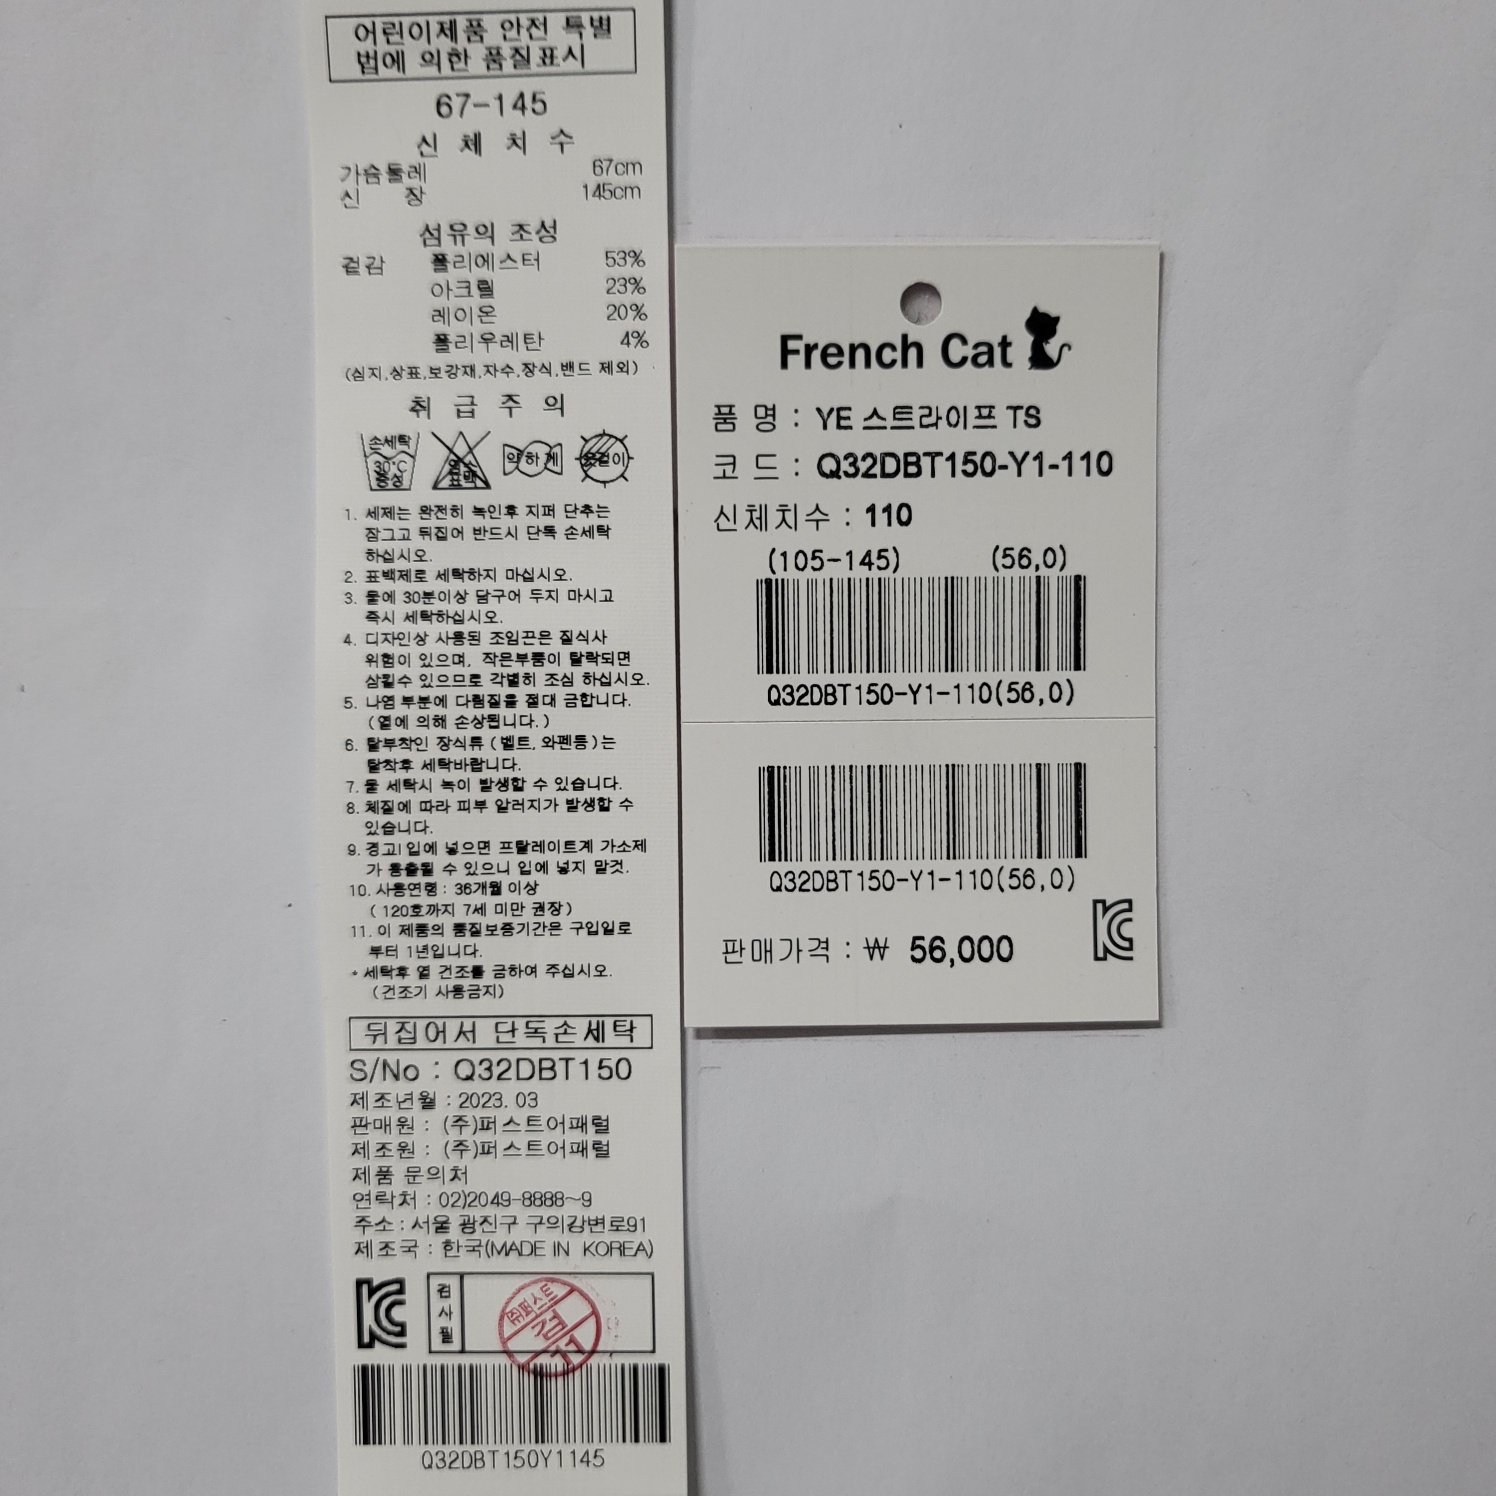 어린이제품 안전 특별
법에 의한 품질표시
67-145
신 체 치 수
가슴둘레 67cm
신 장 145cm
섬유의 조성
겉감 폴리에스터 53%
아크릴 23%
레이온 20%
폴리우레탄 4%
(심지,상표,보강재,자수,장식,밴드 제외)
취 급 주 의
손세탁 30°C 중성 염소 표백 약하게 옷걸이
1. 세제는 완전히 녹인후 지퍼 단추는
잠그고 뒤집어 반드시 단독 손세탁
하십시오.
2. 표백제로 세탁하지 마십시오.
3. 물에 30분이상 담구어 두지 마시고
즉시 세탁하십시오.
4. 디자인상 사용된 조임끈은 질식사
위험이 있으며, 작은부품이 탈락되면
삼킬수 있으므로 각별히 조심 하십시오.
5. 나염 부분에 다림질을 절대 금합니다.
(열에 의해 손상됩니다.)
6. 탈부착인 장식류 (벨트, 와펜등)는
탈착후 세탁바랍니다.
7. 물 세탁시 녹이 발생할 수 있습니다.
8. 체질에 따라 피부 알러지가 발생할 수
있습니다.
9. 경고! 입에 넣으면 프탈레이트계 가소제
가 용출될 수 있으니 입에 넣지 말것.
10. 사용연령 : 36개월 이상
( 120호까지 7세 미만 권장)
11. 이 제품의 품질보증기간은 구입일로
부터 1년입니다.
* 세탁후 열 건조를 금하여 주십시오.
(건조기 사용금지)
뒤집어서 단독손세탁
S/No : Q32DBT150
제조년월 : 2023. 03
판매원 : (주)퍼스트어패럴
제조원 : (주)퍼스트어패럴
제품 문의처
연락처 : 02)2049-8888~9
주소 : 서울 광진구 구의강변로91
제조국 : 한국(MADE IN KOREA)
KC 검사필 ㈜퍼스트 검 11
Q32DBT150Y1145
French Cat
품 명 : YE 스트라이프 TS
코 드 : Q32DBT150-Y1-110
신체치수 : 110
(105-145) (56,0)
Q32DBT150-Y1-110(56,0)
Q32DBT150-Y1-110(56,0)
KC
판매가격 : ₩ 56,000